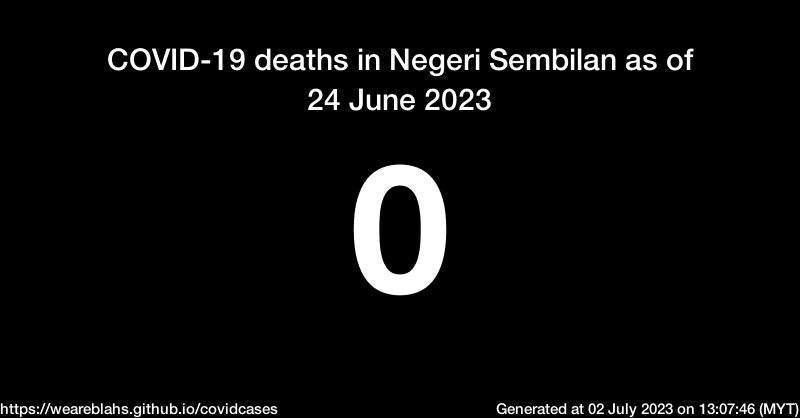 COVID-19 deaths in Negeri Sembilan as of
24 June 2023
0
https://weareblahs.github.io/covidcases
Generated at 02 July 2023 on 13:07:46 (MYT)